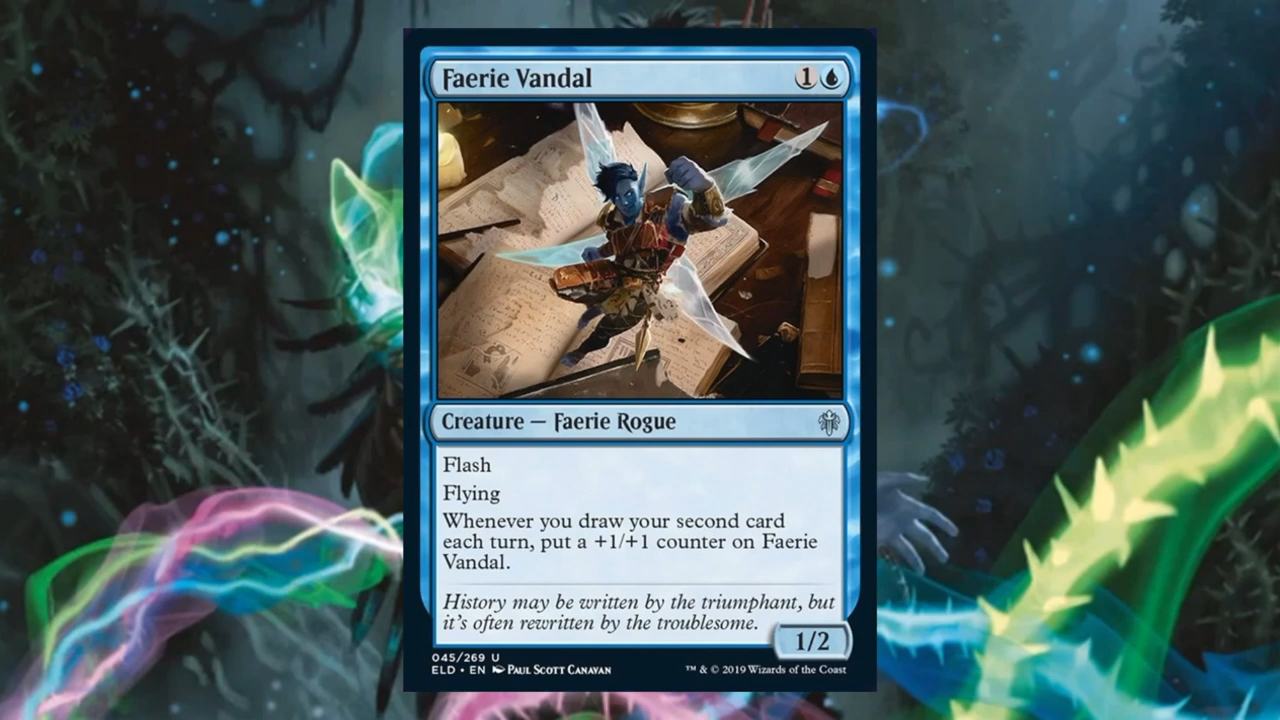 Faerie Vandal 1
Creature — Faerie Rogue
Flash
Flying
Whenever you draw your second card
each turn, put a +1/+1 counter on Faerie
Vandal.
History may be written by the triumphant, but
it's often rewritten by the troublesome.
1/2
045/269 U
ELD • EN PAUL SCOTT CANAVAN
™ & © 2019 Wizards of the Coast